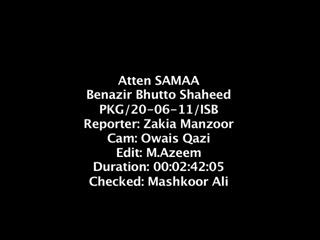 Atten SAMAA
Benazir Bhutto Shaheed
PKG/20-06-11/ISB
Reporter: Zakia Manzoor
Cam: Owais Qazi
Edit: M.Azeem
Duration: 00:02:42:05
Checked: Mashkoor Ali